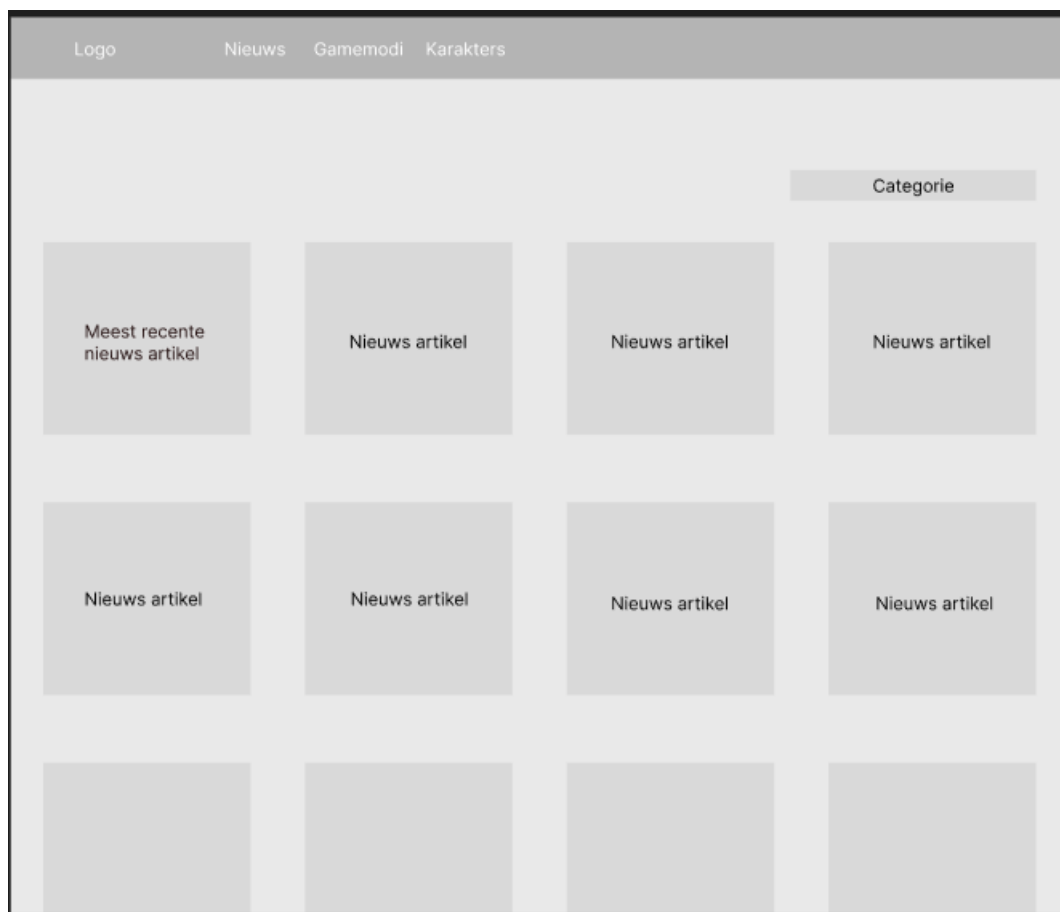 Logo
Nieuws
Gamemodi
Karakters
Categorie
Meest recente
nieuws artikel
Nieuws artikel
Nieuws artikel
Nieuws artikel
Nieuws artikel
Nieuws artikel
Nieuws artikel
Nieuws artikel